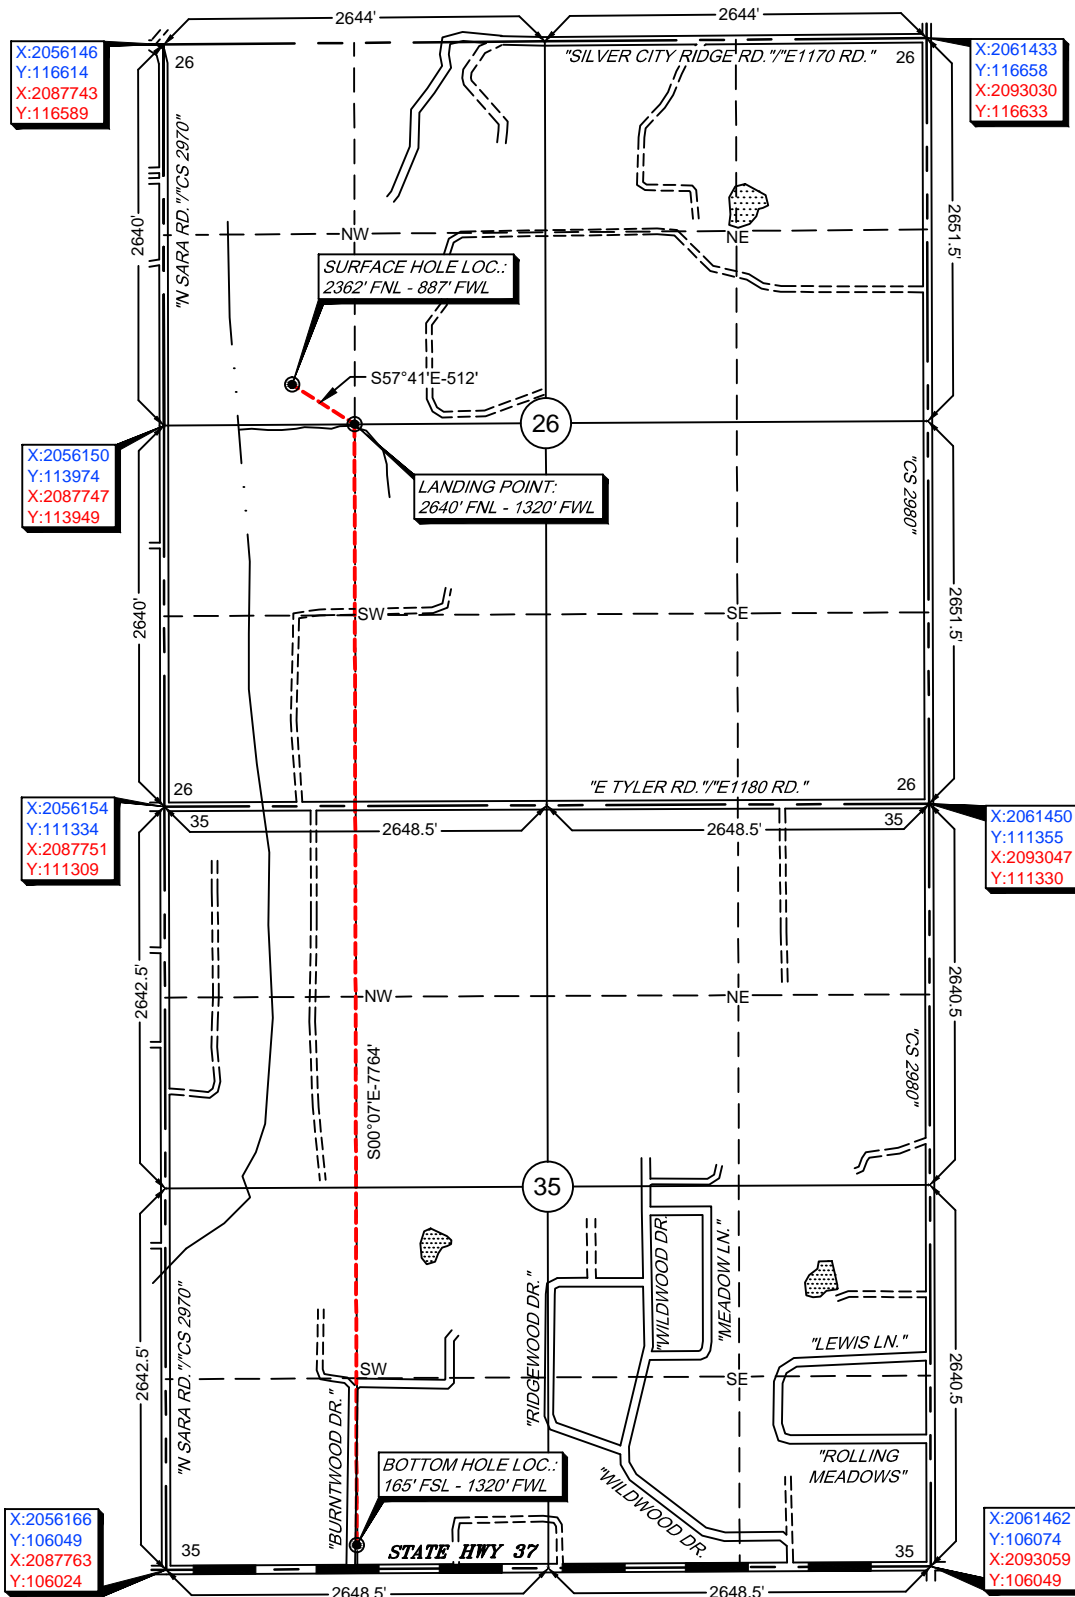 2644'
2644'
X:2056146
Y:116614
X:2087743
Y:116589
26
"SILVER CITY RIDGE RD."/"E1170 RD."
26
X:2061433
Y:116658
X:2093030
Y:116633
"N SARA RD."/"CS 2970"
2640'
NW
NE
2651.5'
SURFACE HOLE LOC.:
2362' FNL - 887' FWL
S57°41'E-512'
26
X:2056150
Y:113974
X:2087747
Y:113949
LANDING POINT:
2640' FNL - 1320' FWL
"CS 2980"
2640'
SW
SE
2651.5'
26
"E TYLER RD."/"E1180 RD."
26
X:2056154
Y:111334
X:2087751
Y:111309
35
2648.5'
2648.5'
35
X:2061450
Y:111355
X:2093047
Y:111330
2642.5'
NW
NE
2640.5
S00°07'E-7764'
"CS 2980"
35
"N SARA RD."/"CS 2970"
"RIDGEWOOD DR."
"WILDWOOD DR."
"MEADOW LN."
"LEWIS LN."
2642.5'
SW
SE
2640.5
"BURNTWOOD DR."
BOTTOM HOLE LOC.:
165' FSL - 1320' FWL
"ROLLING
MEADOWS"
"WILDWOOD DR."
X:2056166
Y:106049
X:2087763
Y:106024
35
STATE HWY 37
35
X:2061462
Y:106074
X:2093059
Y:106049
2648.5'
2648.5'